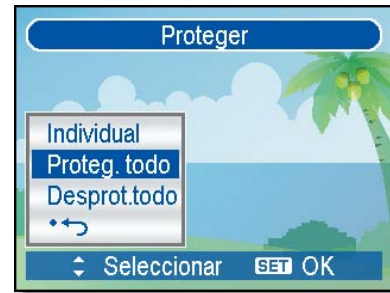 Proteger
Individual
Proteg. todo
Desprot.todo
Seleccionar SET OK